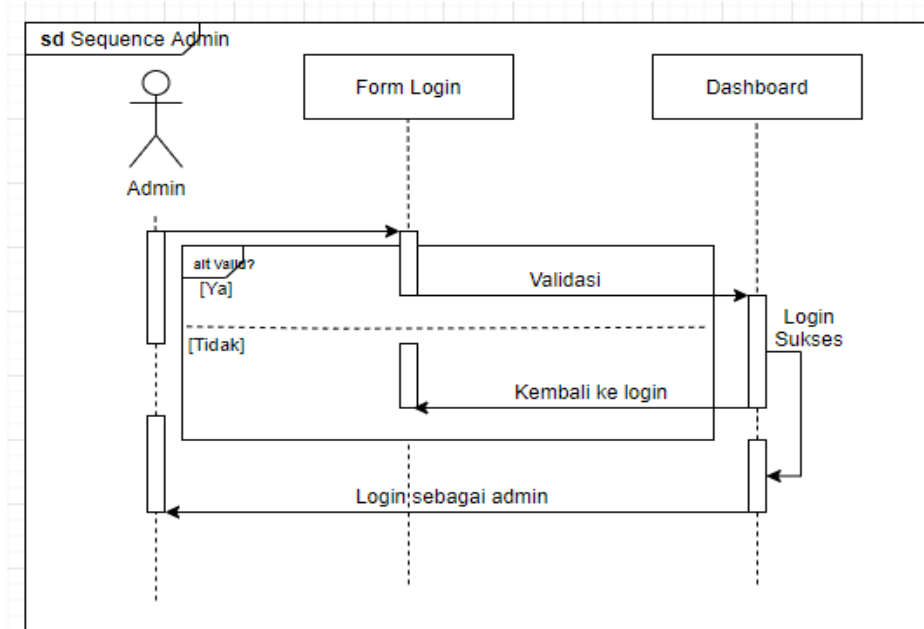 sd Sequence Admin
Form Login
Dashboard
Admin
alt Valid?
[Ya]
Validasi
Login
Sukses
[Tidak]
Kembali ke login
Login sebagai admin